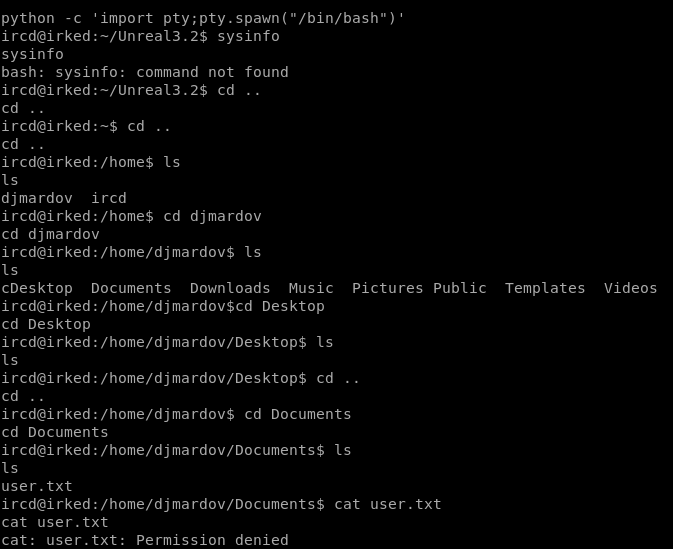 python -c 'import pty;pty.spawn("/bin/bash")'
ircd@irked:~/Unreal3.2$ sysinfo
sysinfo
bash: sysinfo: command not found
ircd@irked:~/Unreal3.2$ cd ..
cd ..
ircd@irked:~$ cd ..
cd ..
ircd@irked:/home$ ls
ls
djmardov  ircd
ircd@irked:/home$ cd djmardov
cd djmardov
ircd@irked:/home/djmardov$ ls
ls
cDesktop  Documents  Downloads  Music  Pictures Public  Templates  Videos
ircd@irked:/home/djmardov$cd Desktop
cd Desktop
ircd@irked:/home/djmardov/Desktop$ ls
ls
ircd@irked:/home/djmardov/Desktop$ cd ..
cd ..
ircd@irked:/home/djmardov$ cd Documents
cd Documents
ircd@irked:/home/djmardov/Documents$ ls
ls
user.txt
ircd@irked:/home/djmardov/Documents$ cat user.txt
cat user.txt
cat: user.txt: Permission denied